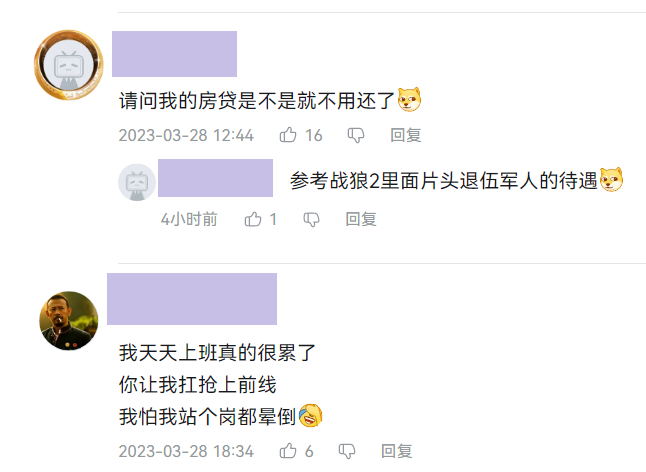 请问我的房贷是不是就不用还了
2023-03-28 12:44 16 回复
参考战狼2里面片头退伍军人的待遇
4小时前 1 回复
我天天上班真的很累了
你让我扛抢上前线
我怕我站个岗都晕倒
2023-03-28 18:34 6 回复